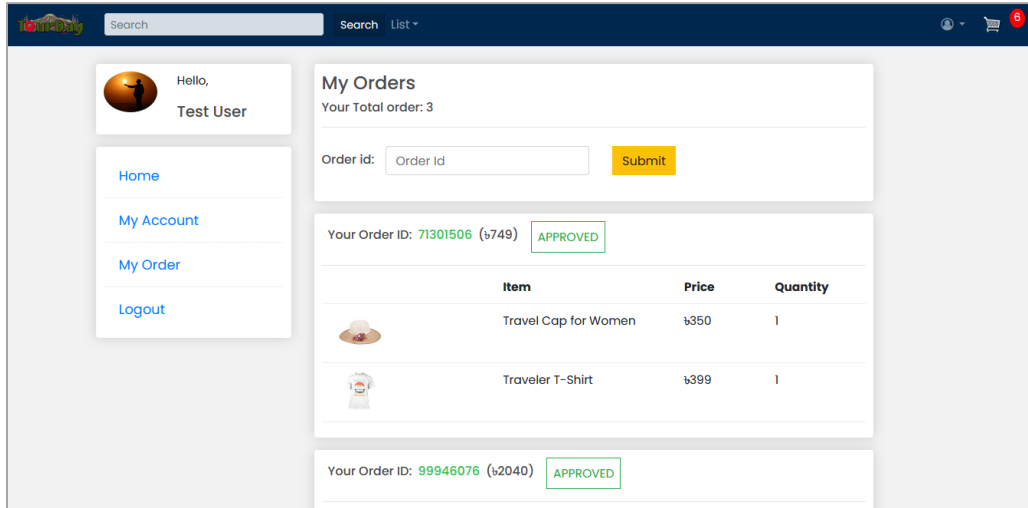 TourDay
Search
Search
List
6
Hello,
Test User
Home
My Account
My Order
Logout
My Orders
Your Total order: 3
Order id:
Order Id
Submit
Your Order ID: 71301506 (৳749) APPROVED
Item Price Quantity
Travel Cap for Women ৳350 1
Traveler T-Shirt ৳399 1
Your Order ID: 99946076 (৳2040) APPROVED